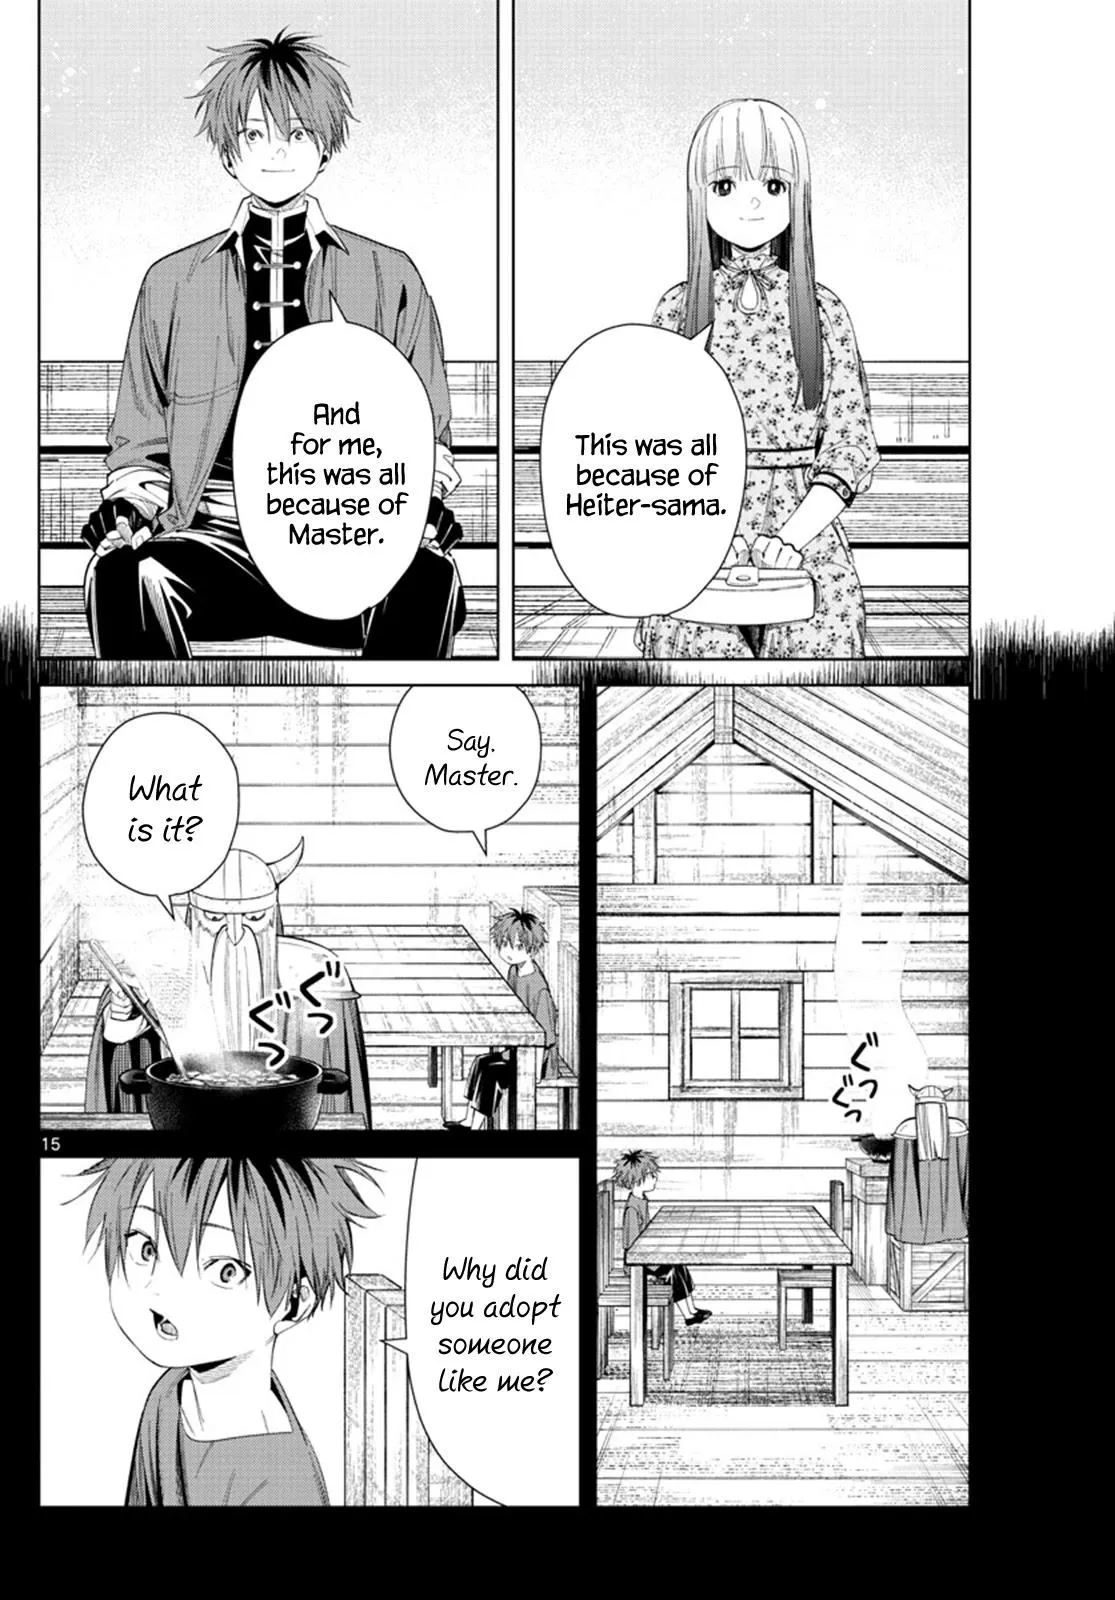 This was all
because of
Heiter-sama.
And
for me,
this was all
because of
Master.
ぐつ
ぐつ
Say.
Master.
What
is it?
ぐつ
ぐつ
15
Why did
you adopt
someone
like me?